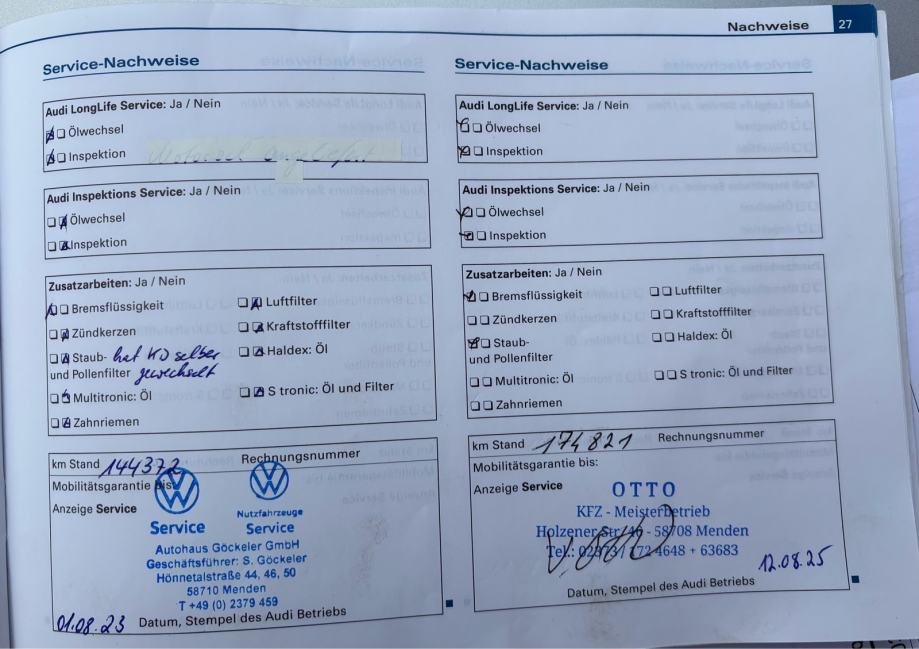 Nachweise 27
Service-Nachweise
Audi LongLife Service: Ja / Nein
Ölwechsel
Inspektion
Motoröl angeliefert
Audi Inspektions Service: Ja / Nein
Ölwechsel
Inspektion
Zusatzarbeiten: Ja / Nein
Bremsflüssigkeit
Luftfilter
Zündkerzen
Kraftstofffilter
Staub- hat KD selber
Haldex: Öl
und Pollenfilter gewechselt
Multitronic: Öl
S tronic: Öl und Filter
Zahnriemen
km Stand 144372 Rechnungsnummer
Mobilitätsgarantie bis:
Anzeige Service
Service
Nutzfahrzeuge
Service
Autohaus Göckeler GmbH
Geschäftsführer: S. Göckeler
Hönnetalstraße 44, 46, 50
58710 Menden
T +49 (0) 2379 459
01.08.23 Datum, Stempel des Audi Betriebs
Service-Nachweise
Audi LongLife Service: Ja / Nein
Ölwechsel
Inspektion
Audi Inspektions Service: Ja / Nein
Ölwechsel
Inspektion
Zusatzarbeiten: Ja / Nein
Bremsflüssigkeit
Luftfilter
Zündkerzen
Kraftstofffilter
Staub-
Haldex: Öl
und Pollenfilter
Multitronic: Öl
S tronic: Öl und Filter
Zahnriemen
km Stand 174821 Rechnungsnummer
Mobilitätsgarantie bis:
Anzeige Service
OTTO
KFZ - Meisterbetrieb
Holzener Str. - 58708 Menden
Tel.: 4648 + 63683
12.08.25
Datum, Stempel des Audi Betriebs